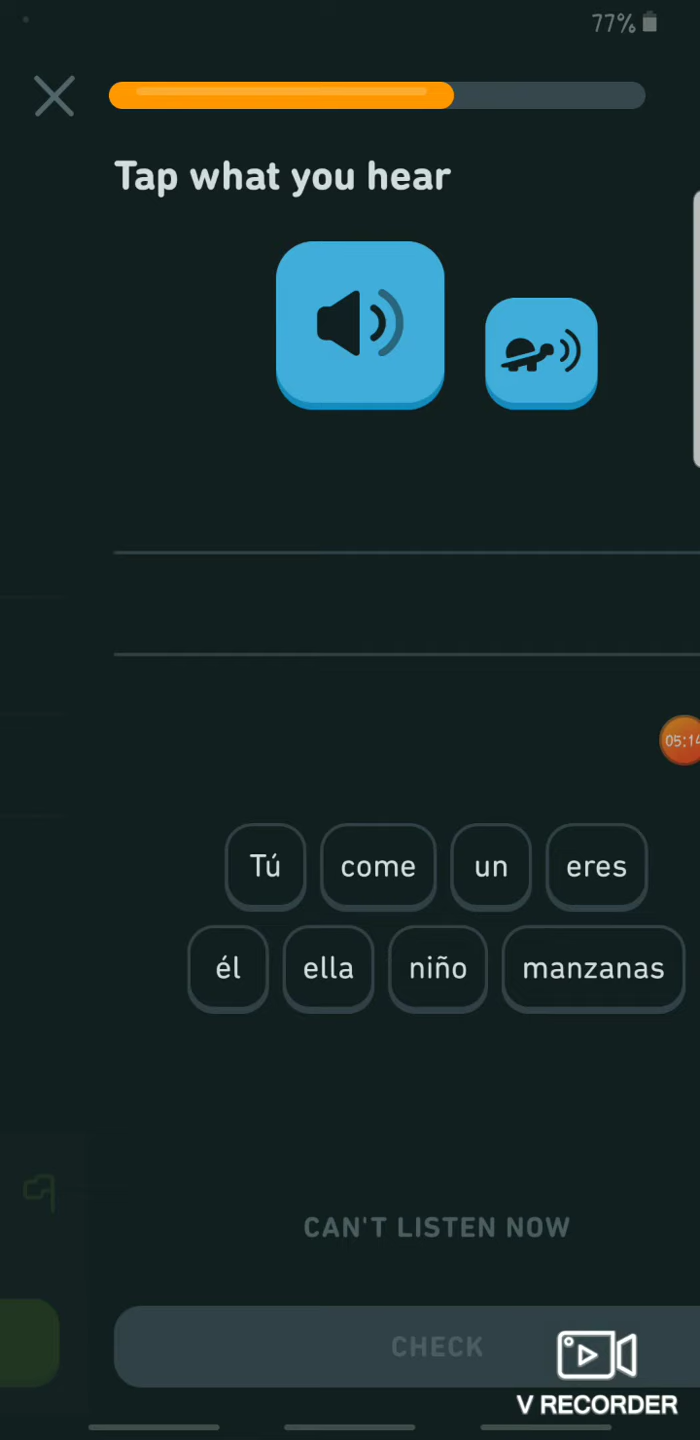 77%
Tap what you hear
05:14
Tú come un eres
él ella niño manzanas
CAN'T LISTEN NOW
CHECK
V RECORDER